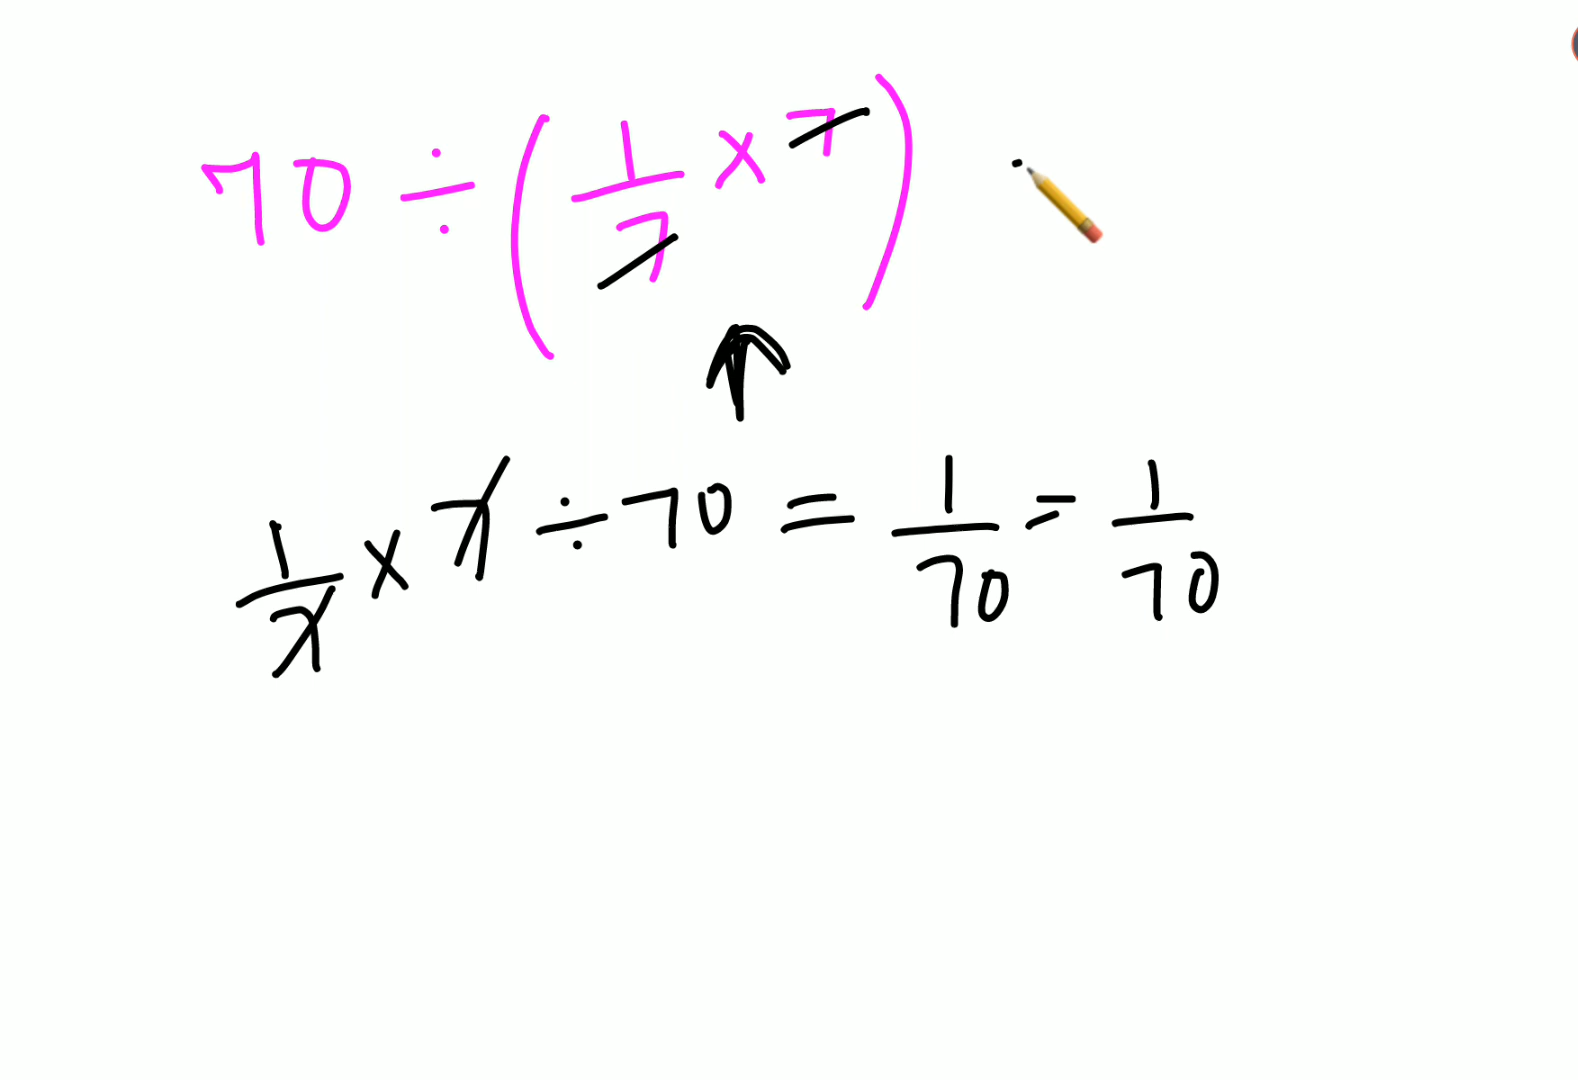 70 ÷ ( 1/7 × 7 )
1/7 × 7 ÷ 70 = 1/70 = 1/70